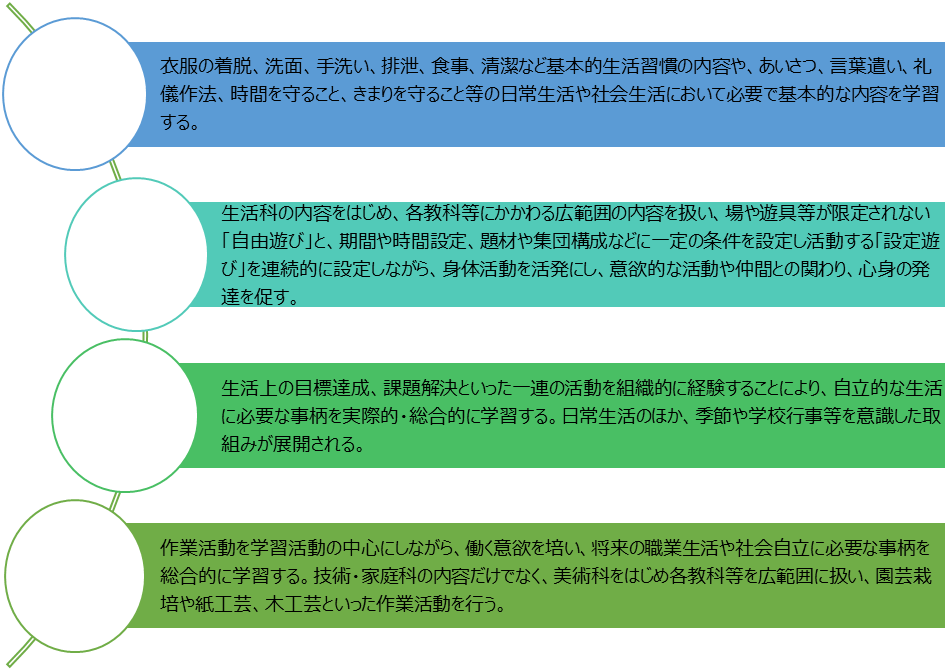 衣服の着脱、洗面、手洗い、排泄、食事、清潔など基本的生活習慣の内容や、あいさつ、言葉遣い、礼
儀作法、時間を守ること、きまりを守ること等の日常生活や社会生活において必要で基本的な内容を学習
する。
生活科の内容をはじめ、各教科等にかかわる広範囲の内容を扱い、場や遊具等が限定されない
「自由遊び」と、期間や時間設定、題材や集団構成などに一定の条件を設定し活動する「設定遊
び」を連続的に設定しながら、身体活動を活発にし、意欲的な活動や仲間との関わり、心身の発
達を促す。
生活上の目標達成、課題解決といった一連の活動を組織的に経験することにより、自立的な生活
に必要な事柄を実際的・総合的に学習する。日常生活のほか、季節や学校行事等を意識した取
組みが展開される。
作業活動を学習活動の中心にしながら、働く意欲を培い、将来の職業生活や社会自立に必要な事柄を
総合的に学習する。技術・家庭科の内容だけでなく、美術科をはじめ各教科等を広範囲に扱い、園芸栽
培や紙工芸、木工芸といった作業活動を行う。